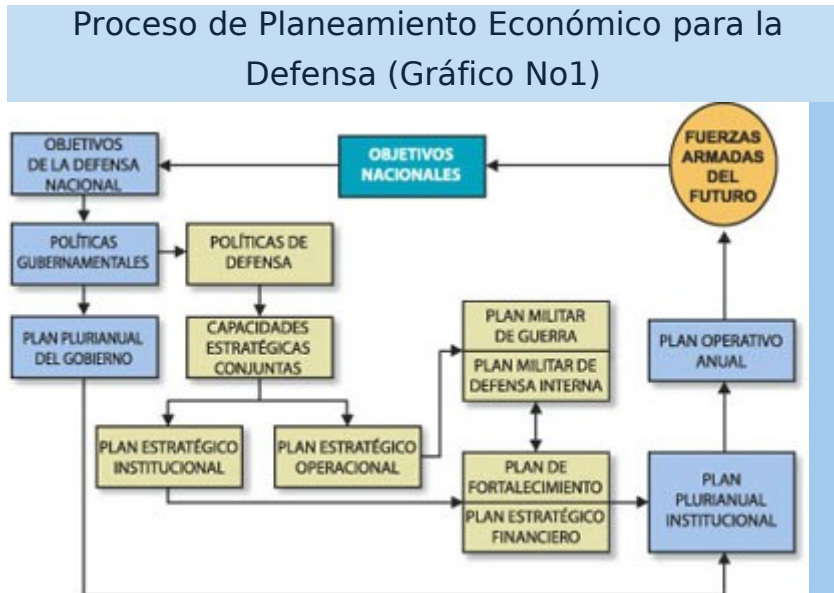 Proceso de Planeamiento Económico para la
Defensa (Gráfico No1)
OBJETIVOS
DE LA DEFENSA
NACIONAL
OBJETIVOS
NACIONALES
FUERZAS
ARMADAS
DEL
FUTURO
POLÍTICAS
GUBERNAMENTALES
POLÍTICAS DE
DEFENSA
PLAN PLURIANUAL
DEL GOBIERNO
CAPACIDADES
ESTRATÉGICAS
CONJUNTAS
PLAN MILITAR
DE GUERRA
PLAN MILITAR DE
DEFENSA INTERNA
PLAN OPERATIVO
ANUAL
PLAN ESTRATÉGICO
INSTITUCIONAL
PLAN ESTRATÉGICO
OPERACIONAL
PLAN DE
FORTALECIMIENTO
PLAN ESTRATÉGICO
FINANCIERO
PLAN
PLURIANUAL
INSTITUCIONAL